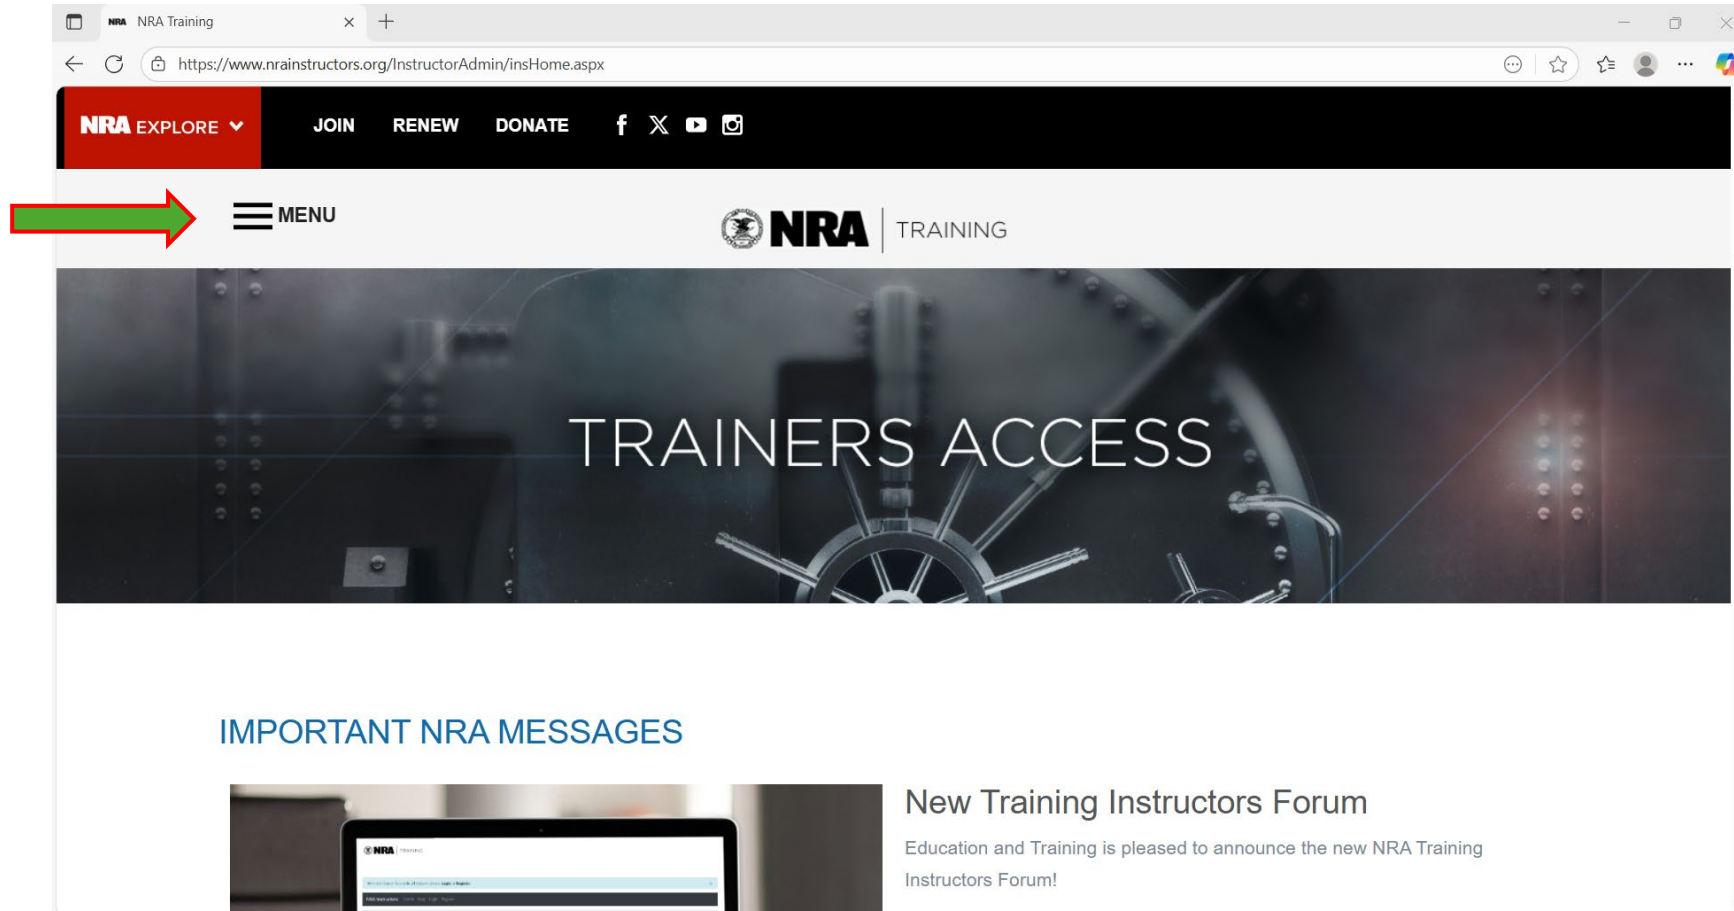 NRA NRA Training
https://www.nrainstructors.org/InstructorAdmin/insHome.aspx
NRA EXPLORE JOIN RENEW DONATE
MENU
NRA TRAINING
TRAINERS ACCESS
IMPORTANT NRA MESSAGES
New Training Instructors Forum
Education and Training is pleased to announce the new NRA Training
Instructors Forum!
NRA TRAINING